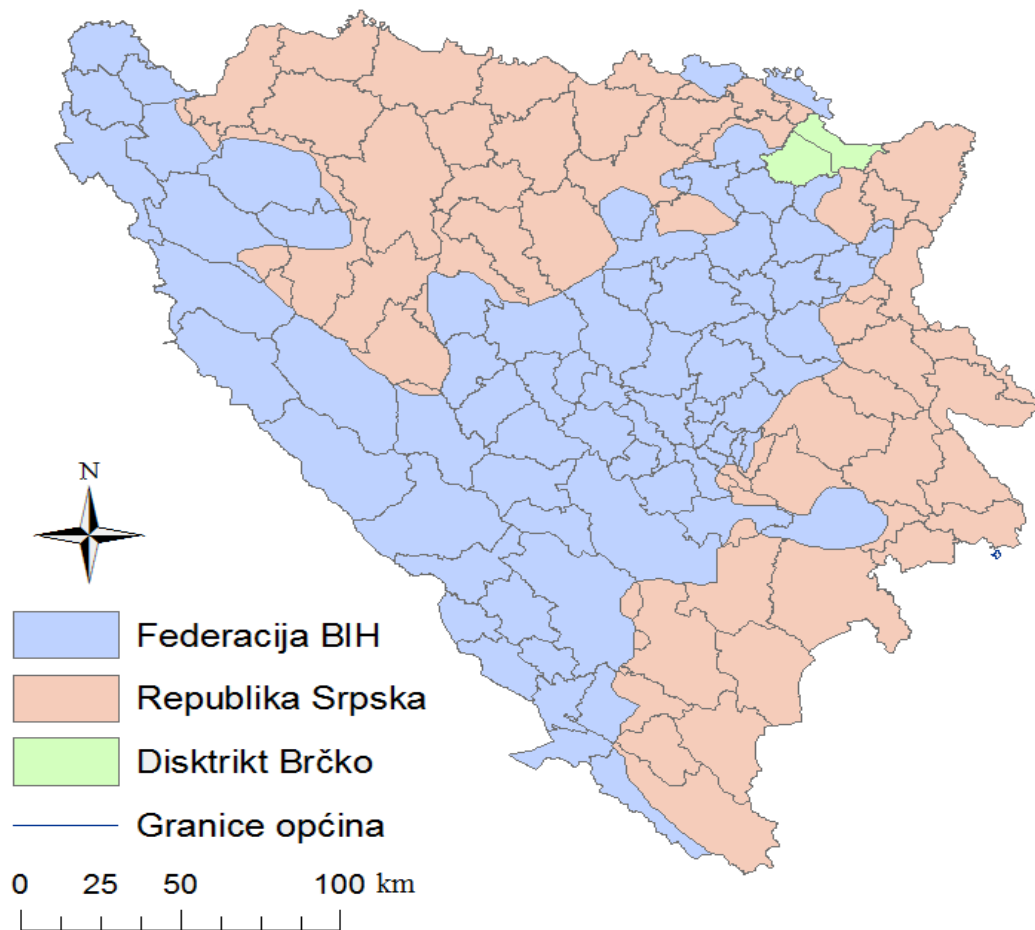 N
Federacija BIH
Republika Srpska
Disktrikt Brčko
Granice općina
0 25 50 100 km